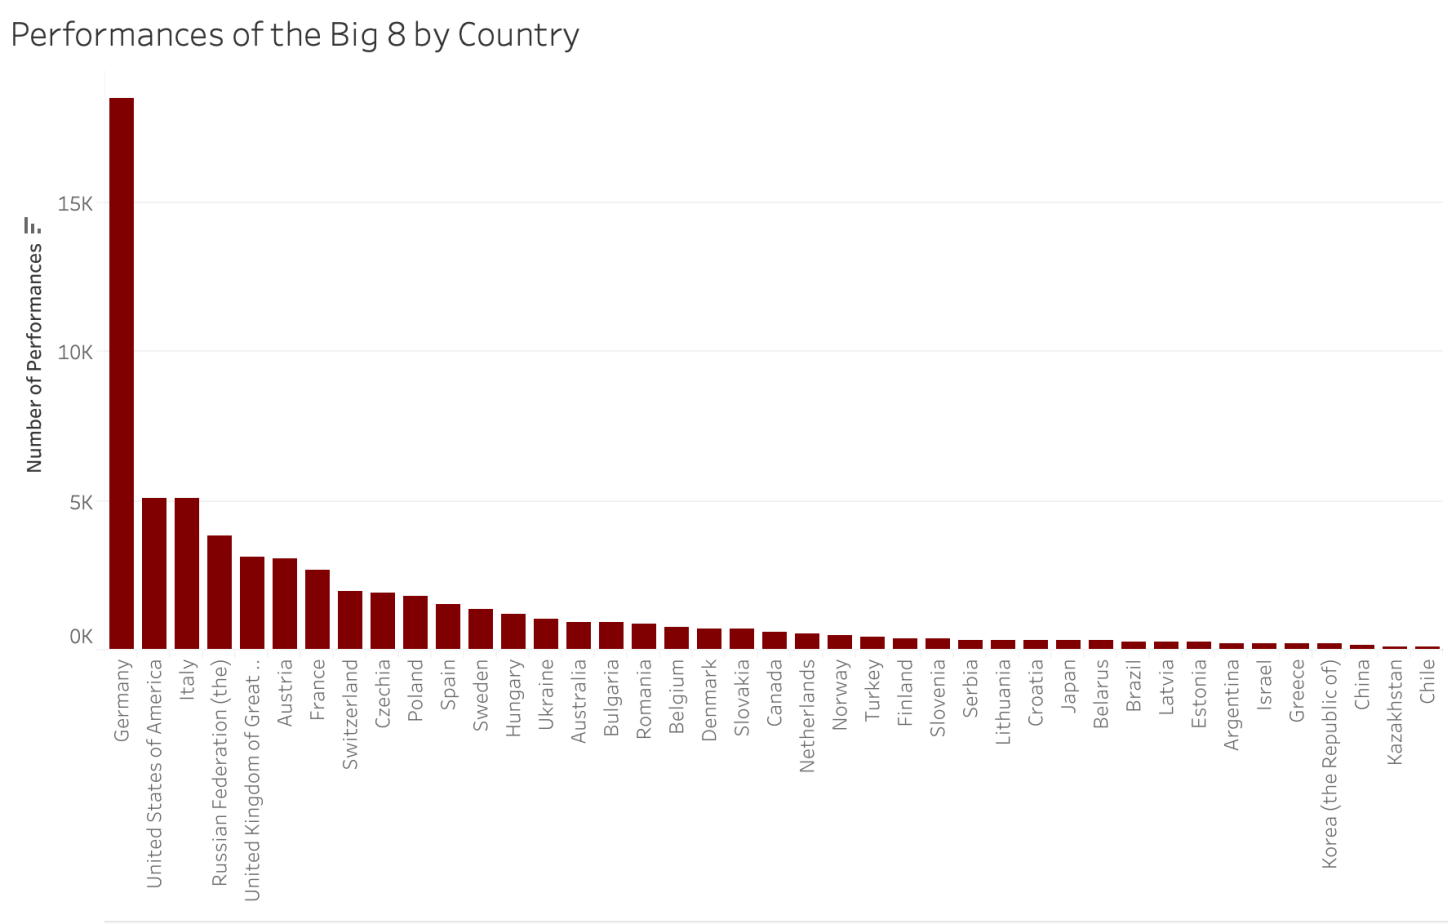 Performances of the Big 8 by Country
Number of Performances
15K
10K
5K
0K
Germany
United States of America
Italy
Russian Federation (the)
United Kingdom of Great ..
Austria
France
Switzerland
Czechia
Poland
Spain
Sweden
Hungary
Ukraine
Australia
Bulgaria
Romania
Belgium
Denmark
Slovakia
Canada
Netherlands
Norway
Turkey
Finland
Slovenia
Serbia
Lithuania
Croatia
Japan
Belarus
Brazil
Latvia
Estonia
Argentina
Israel
Greece
Korea (the Republic of)
China
Kazakhstan
Chile